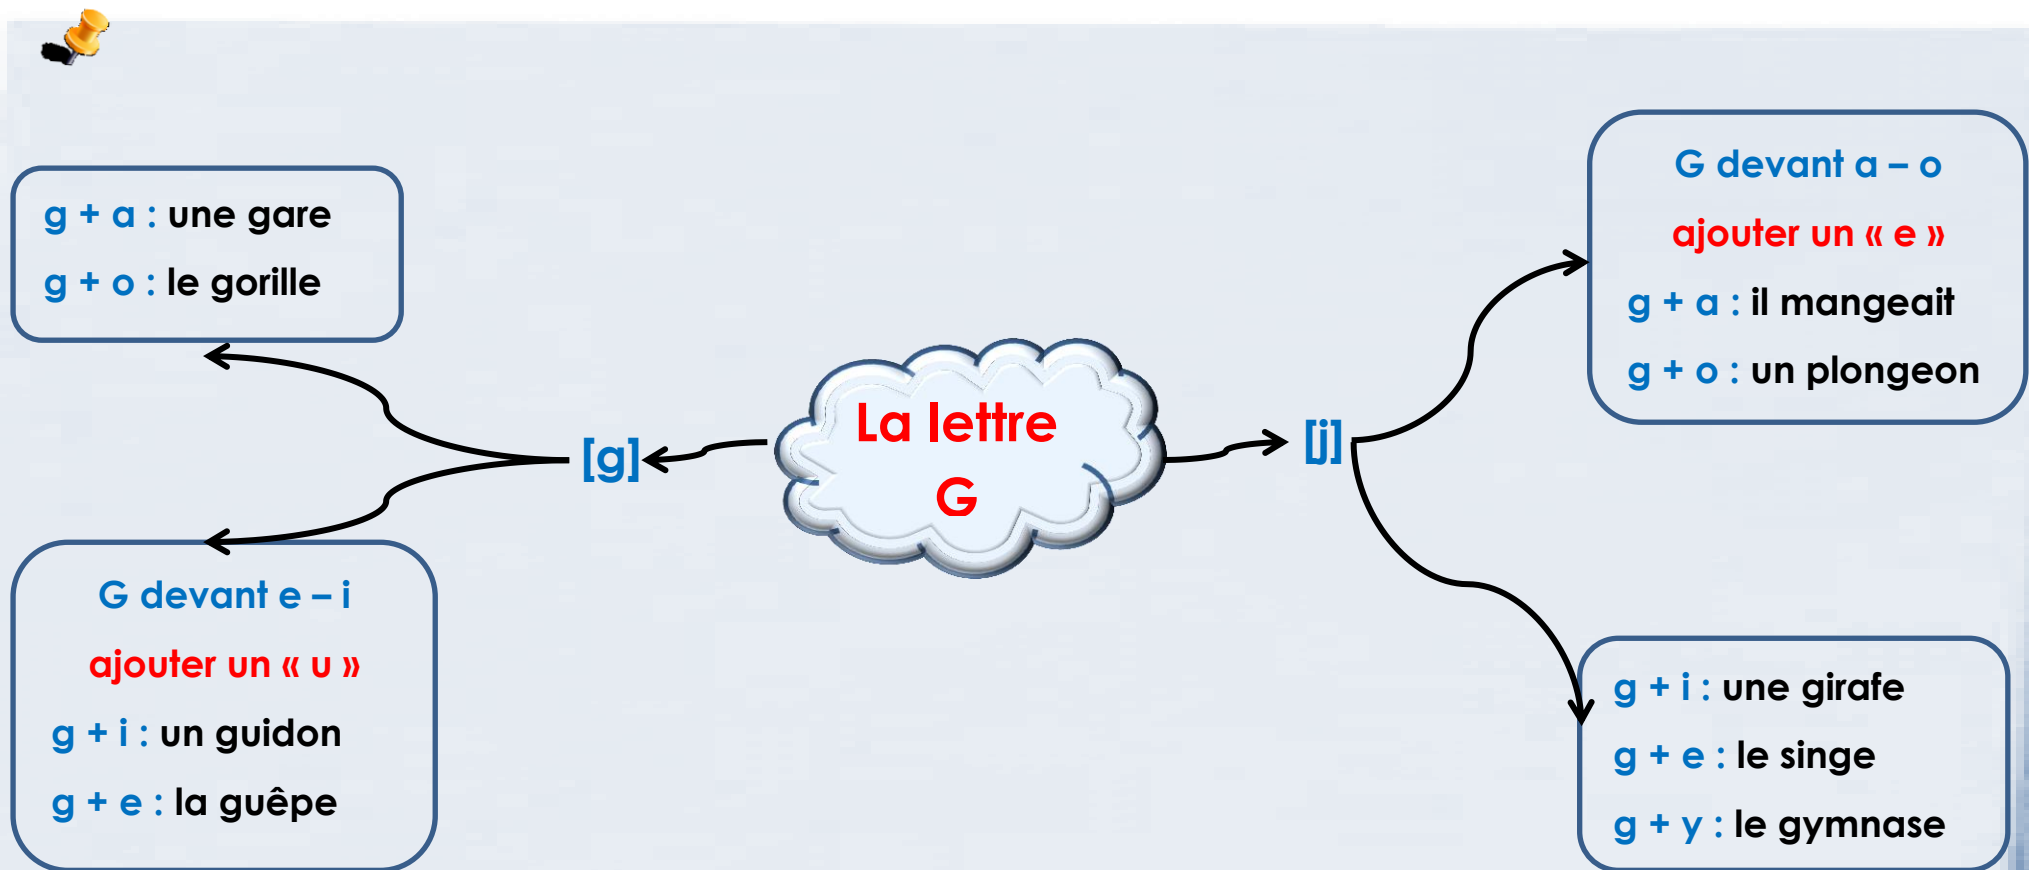 g + a : une gare
g + o : le gorille
G devant e – i
ajouter un « u »
g + i : un guidon
g + e : la guêpe
[g]
La lettre
G
[j]
G devant a – o
ajouter un « e »
g + a : il mangeait
g + o : un plongeon
g + i : une girafe
g + e : le singe
g + y : le gymnase